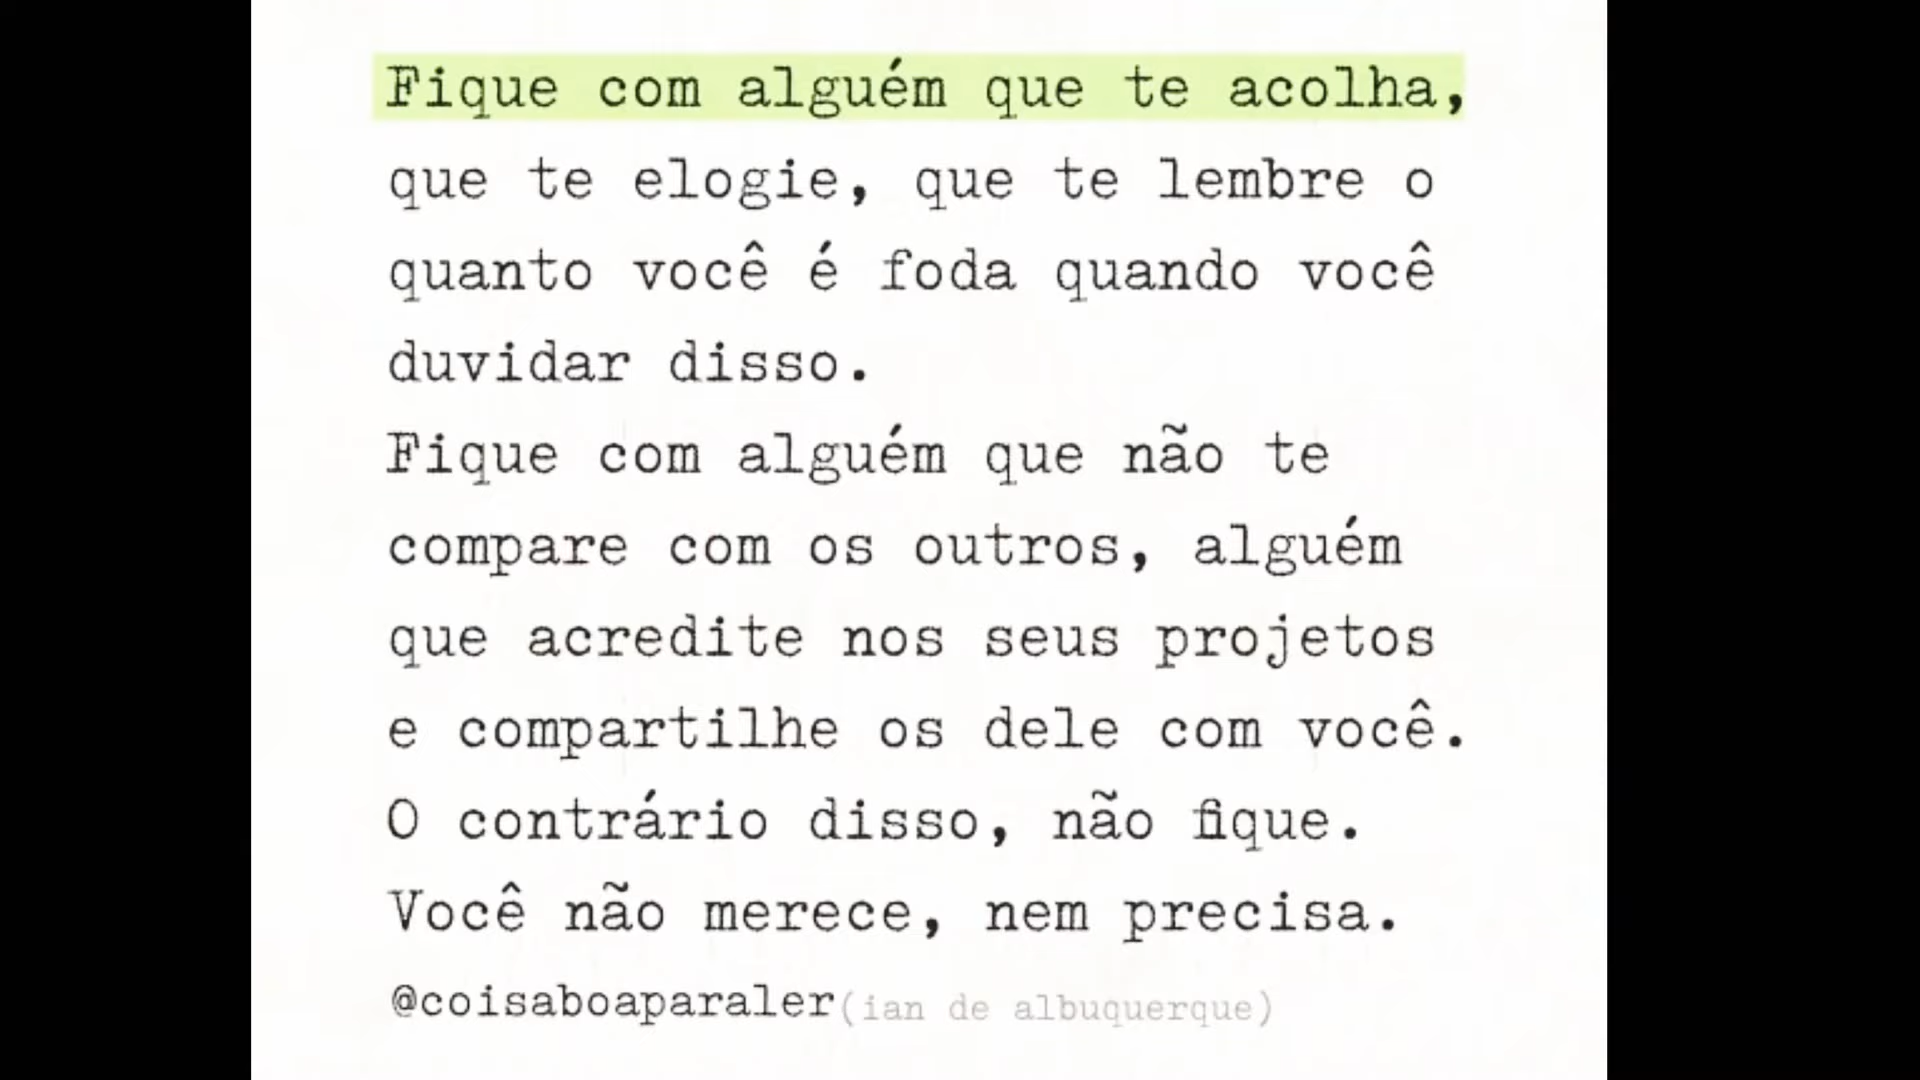 Fique com alguém que te acolha,
que te elogie, que te lembre o
quanto você é foda quando você
duvidar disso.
Fique com alguém que não te
compare com os outros, alguém
que acredite nos seus projetos
e compartilhe os dele com você.
O contrário disso, não fique.
Você não merece, nem precisa.
@coisaboaparaler(ian de albuquerque)